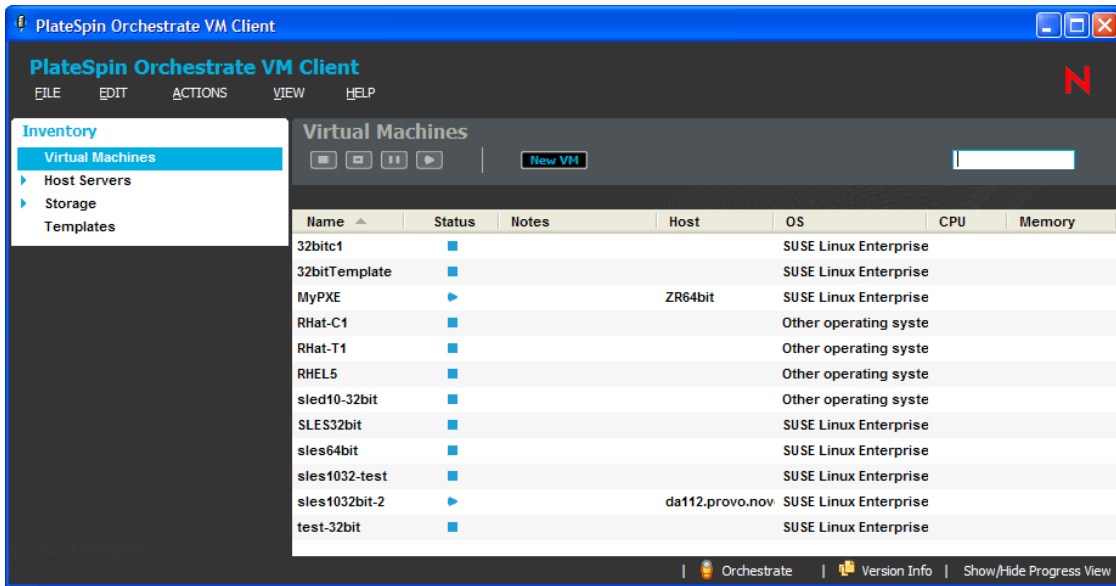 PlateSpin Orchestrate VM Client
PlateSpin Orchestrate VM Client
FILE EDIT ACTIONS VIEW HELP
N
Inventory
Virtual Machines
Host Servers
Storage
Templates
Virtual Machines
New VM
Name Status Notes Host OS CPU Memory
32bitc1 SUSE Linux Enterprise
32bitTemplate SUSE Linux Enterprise
MyPXE ZR64bit SUSE Linux Enterprise
RHat-C1 Other operating syste
RHat-T1 Other operating syste
RHEL5 Other operating syste
sled10-32bit Other operating syste
SLES32bit SUSE Linux Enterprise
sles64bit SUSE Linux Enterprise
sles1032-test SUSE Linux Enterprise
sles1032bit-2 da112.provo.nov SUSE Linux Enterprise
test-32bit SUSE Linux Enterprise
| Orchestrate | Version Info | Show/Hide Progress View